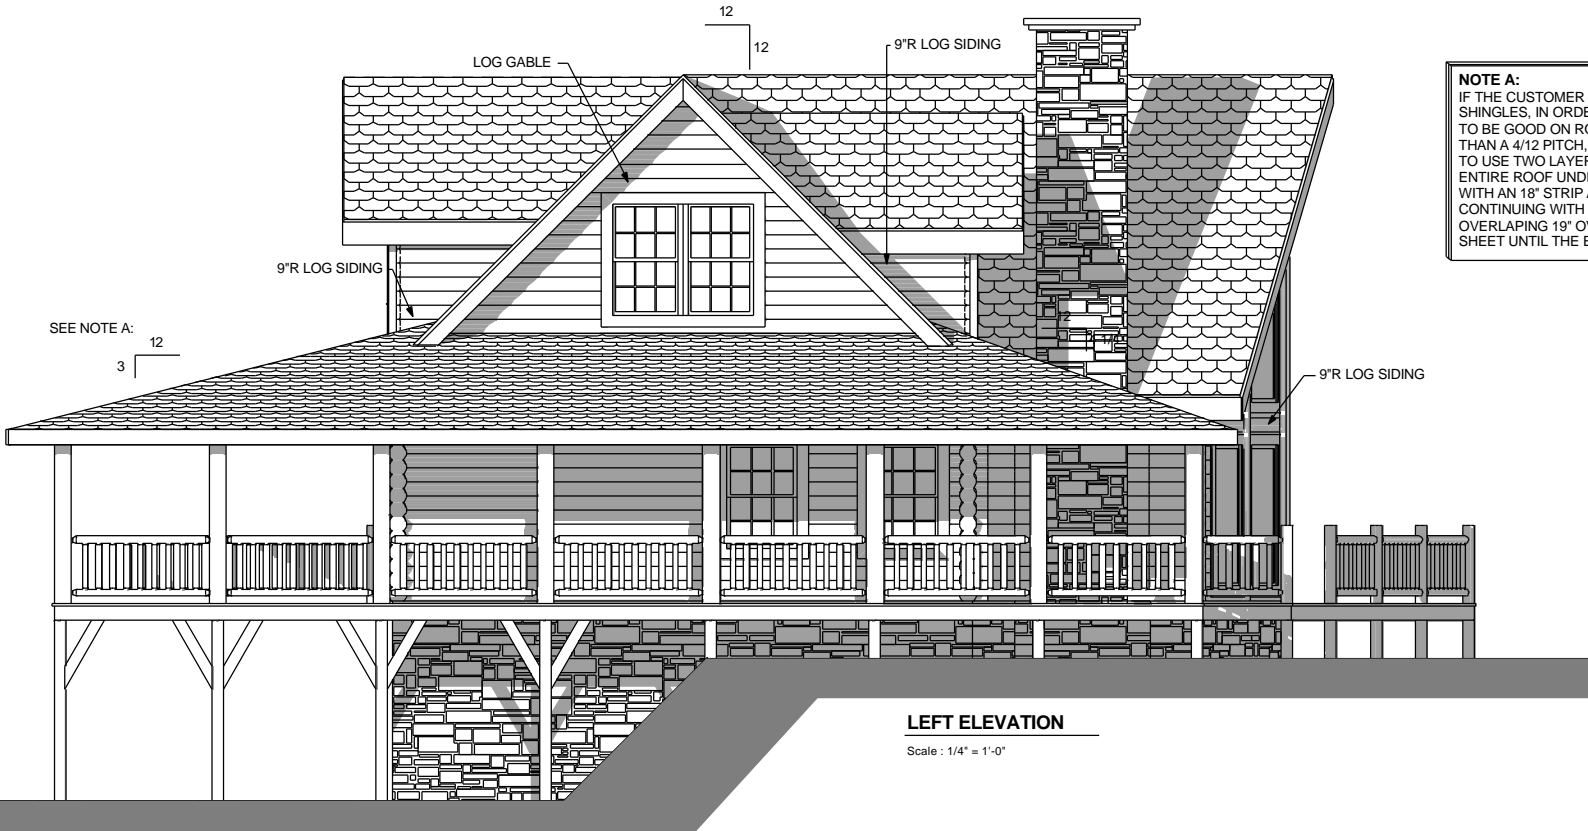 12
12
LOG GABLE
9"R LOG SIDING
NOTE A:
IF THE CUSTOMER
SHINGLES, IN ORDE
TO BE GOOD ON RO
THAN A 4/12 PITCH,
TO USE TWO LAYER
ENTIRE ROOF UNDE
WITH AN 18" STRIP
CONTINUING WITH
OVERLAPING 19" O
SHEET UNTIL THE E
9"R LOG SIDING
SEE NOTE A:
12
3
12
9"R LOG SIDING
LEFT ELEVATION
Scale : 1/4" = 1'-0"